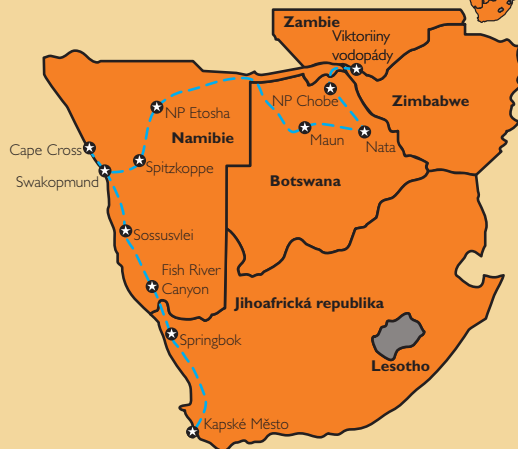 Zambie
Viktoriiny
vodopády
NP Chobe
Zimbabwe
NP Etosha
Namibie
Maun
Nata
Cape Cross
Spitzkoppe
Swakopmund
Botswana
Sossusvlei
Fish River
Canyon
Jihoafrická republika
Springbok
Lesotho
Kapské Město